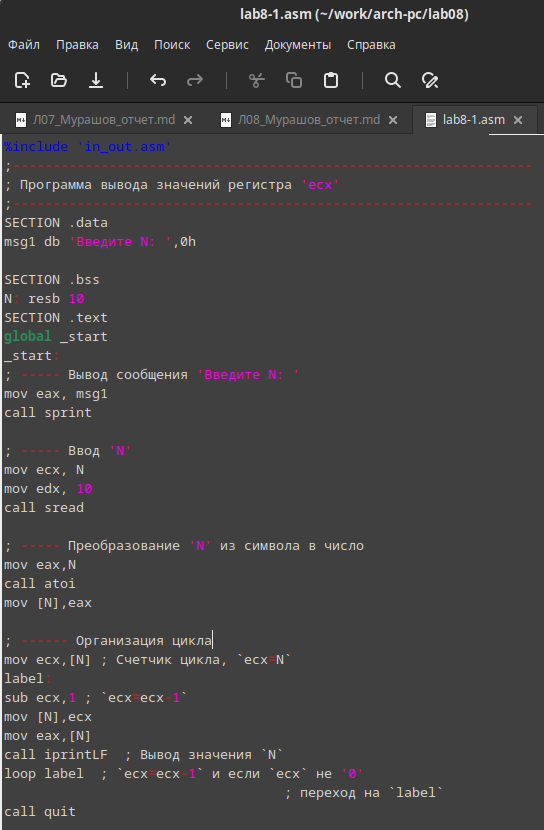 lab8-1.asm (~/work/arch-pc/lab08)
Файл Правка Вид Поиск Сервис Документы Справка
Л07_Мурашов_отчет.md × Л08_Мурашов_отчет.md × lab8-1.asm ×
%include 'in_out.asm'
;-----------------------------------------------------------------
; Программа вывода значений регистра 'ecx'
;-----------------------------------------------------------------
SECTION .data
msg1 db 'Введите N: ',0h
SECTION .bss
N: resb 10
SECTION .text
global _start
_start:
; ----- Вывод сообщения 'Введите N: '
mov eax, msg1
call sprint
; ----- Ввод 'N'
mov ecx, N
mov edx, 10
call sread
; ----- Преобразование 'N' из символа в число
mov eax,N
call atoi
mov [N],eax
; ------ Организация цикла
mov ecx,[N] ; Счетчик цикла, `ecx=N`
label:
sub ecx,1 ; `ecx=ecx-1`
mov [N],ecx
mov eax,[N]
call iprintLF ; Вывод значения `N`
loop label ; `ecx=ecx-1` и если `ecx` не '0'
; переход на `label`
call quit